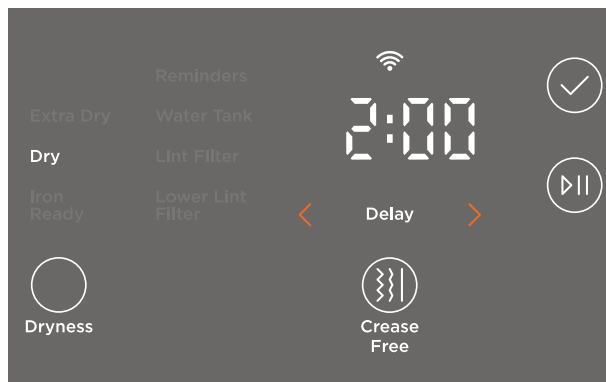 Reminders
Extra Dry
Water Tank
2:00
Dry
Lint Filter
Iron
Ready
Lower Lint
Filter
Delay
Dryness
Crease
Free